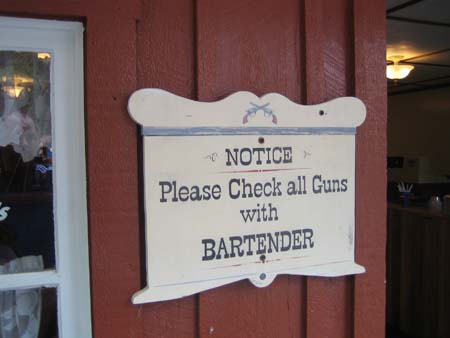 NOTICE
Please Check all Guns
with
BARTENDER